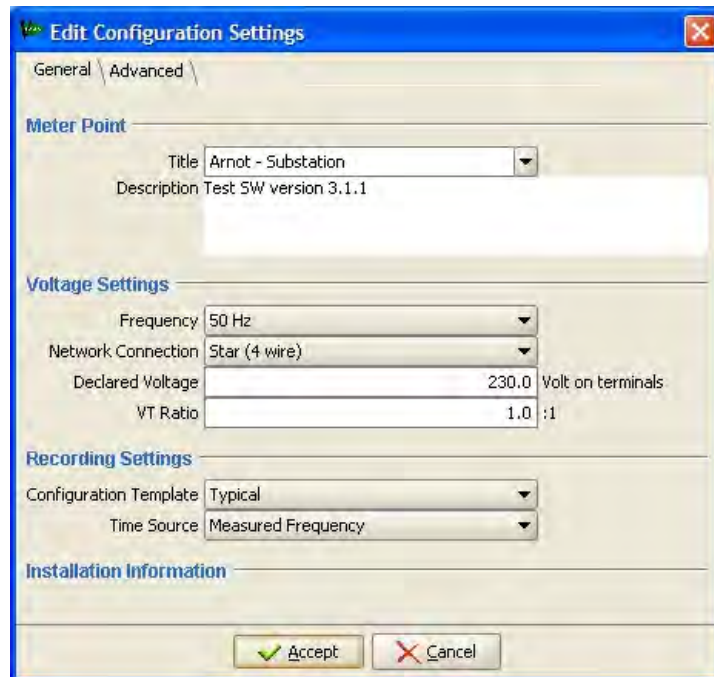 Edit Configuration Settings
General \ Advanced \
Meter Point
Title Arnot - Substation
Description Test SW version 3.1.1
Voltage Settings
Frequency 50 Hz
Network Connection Star (4 wire)
Declared Voltage 230.0 Volt on terminals
VT Ratio 1.0 :1
Recording Settings
Configuration Template Typical
Time Source Measured Frequency
Installation Information
Accept Cancel